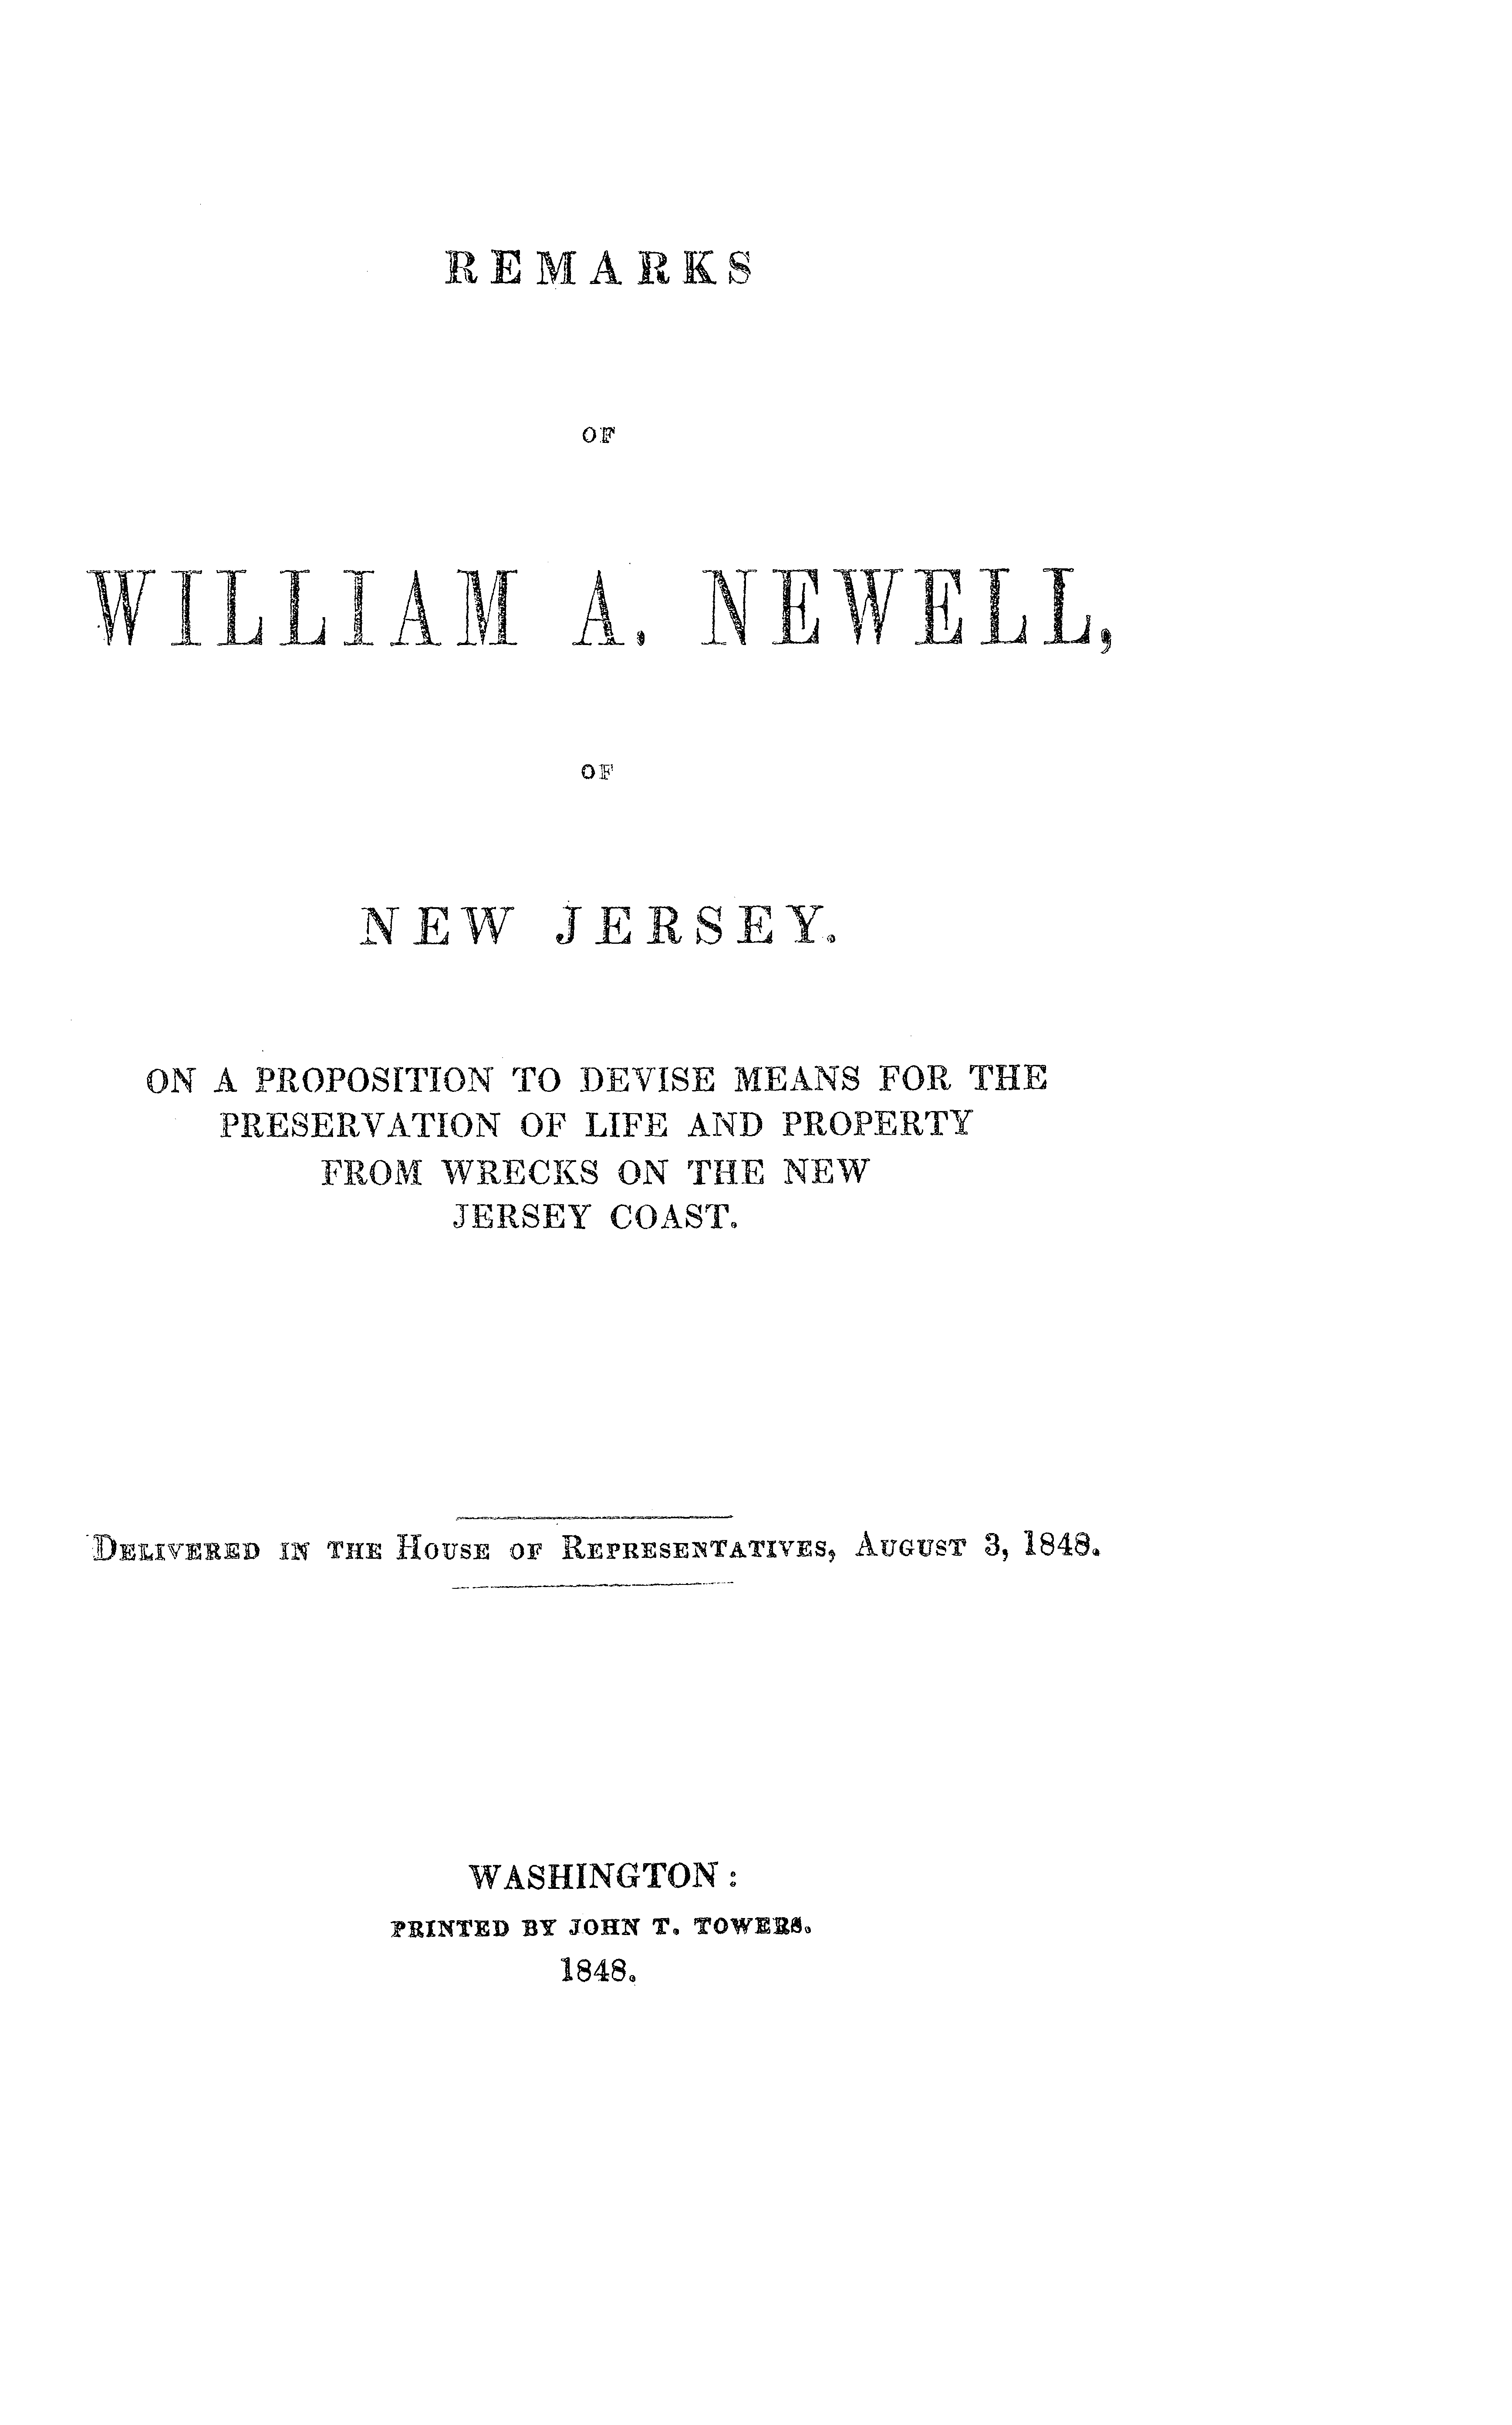 REMARKS
OF
WILLIAM A. NEWELL,
OF
NEW JERSEY.
ON A PROPOSITION TO DEVISE MEANS FOR THE
PRESERVATION OF LIFE AND PROPERTY
FROM WRECKS ON THE NEW
JERSEY COAST.
DELIVERED IN THE HOUSE OF REPRESENTATIVES, AUGUST 3, 1848.
WASHINGTON:
PRINTED BY JOHN T. TOWERS.
1848.